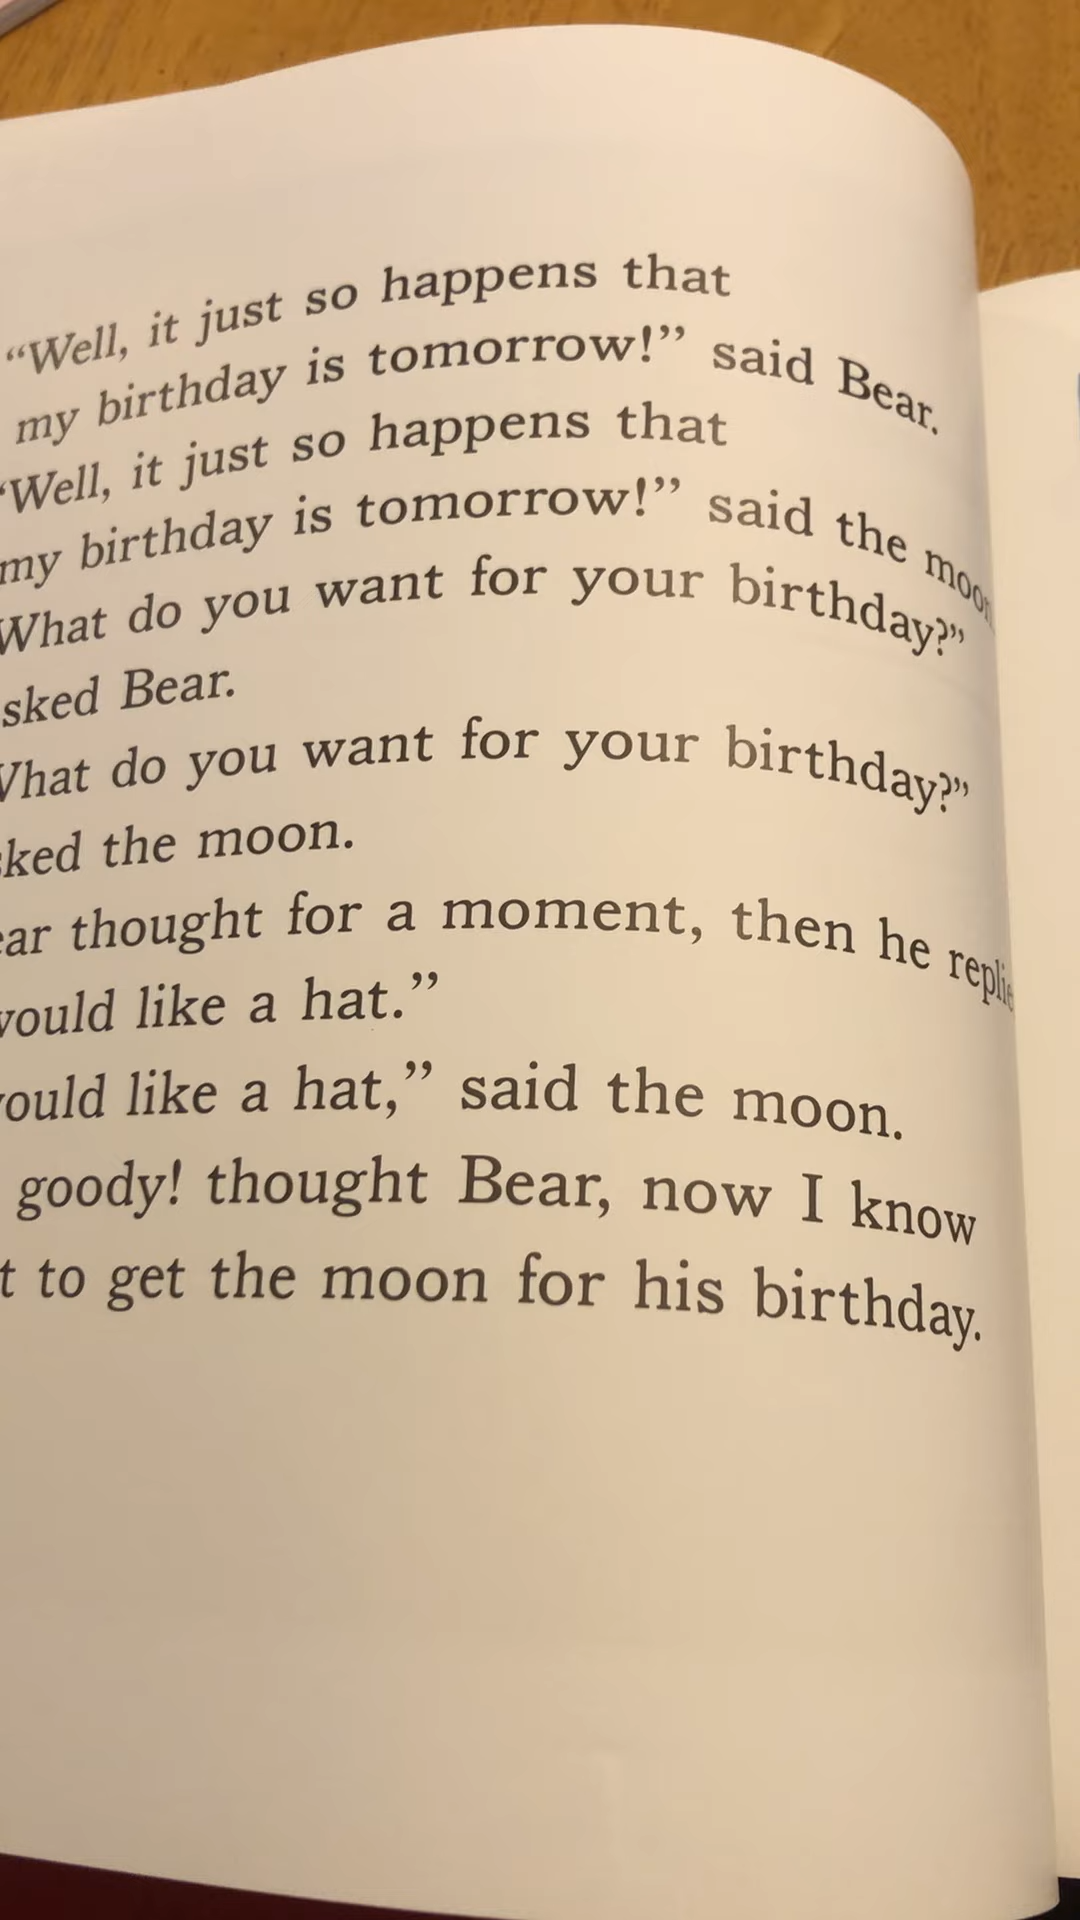 “Well, it just so happens that
my birthday is tomorrow!” said Bear.
“Well, it just so happens that
my birthday is tomorrow!” said the moon
What do you want for your birthday?”
sked Bear.
What do you want for your birthday?”
ked the moon.
ear thought for a moment, then he replie
would like a hat.”
ould like a hat,” said the moon.
goody! thought Bear, now I know
t to get the moon for his birthday.